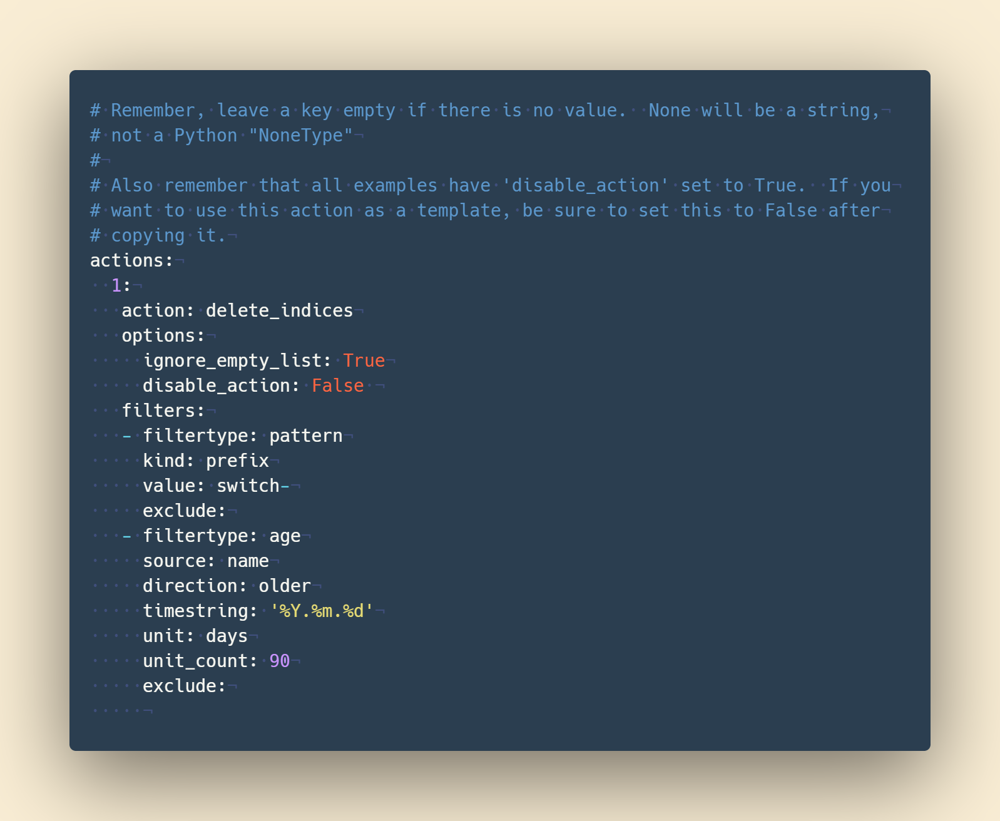 # Remember, leave a key empty if there is no value.  None will be a string,
# not a Python "NoneType"
#
# Also remember that all examples have 'disable_action' set to True.  If you
# want to use this action as a template, be sure to set this to False after
# copying it.
actions:
  1:
   action: delete_indices
   options:
     ignore_empty_list: True
     disable_action: False
   filters:
   - filtertype: pattern
     kind: prefix
     value: switch-
     exclude:
   - filtertype: age
     source: name
     direction: older
     timestring: '%Y.%m.%d'
     unit: days
     unit_count: 90
     exclude: